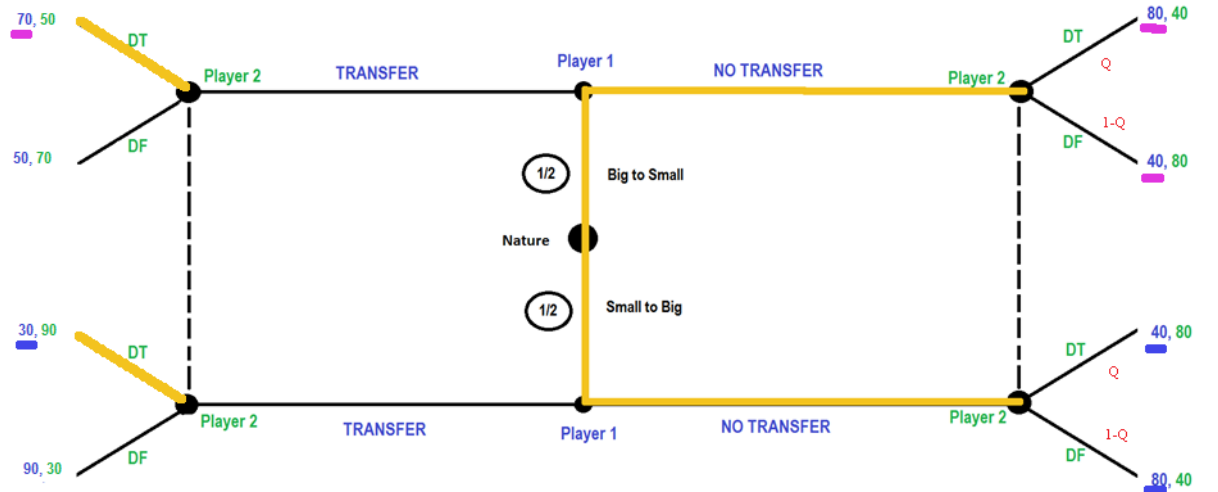 70, 50
DT
Player 2
TRANSFER
Player 1
NO TRANSFER
Player 2
DT
80, 40
Q
50, 70
DF
1-Q
DF
40, 80
1/2
Big to Small
Nature
1/2
Small to Big
30, 90
DT
DT
40, 80
Q
Player 2
TRANSFER
Player 1
NO TRANSFER
Player 2
1-Q
90, 30
DF
DF
80, 40